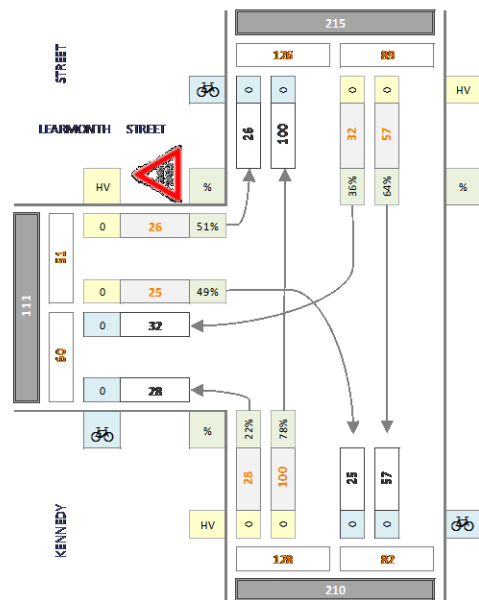 215
126 89
STREET
0 0 0 0 HV
26 100 32 57
LEARMONTH STREET
36% 64% %
HV %
0 26 51%
51
111
0 25 49%
0 32
60
0 28
% 22% 78%
28 100 25 57
KENNEDY
HV 0 0 0 0
128 82
210